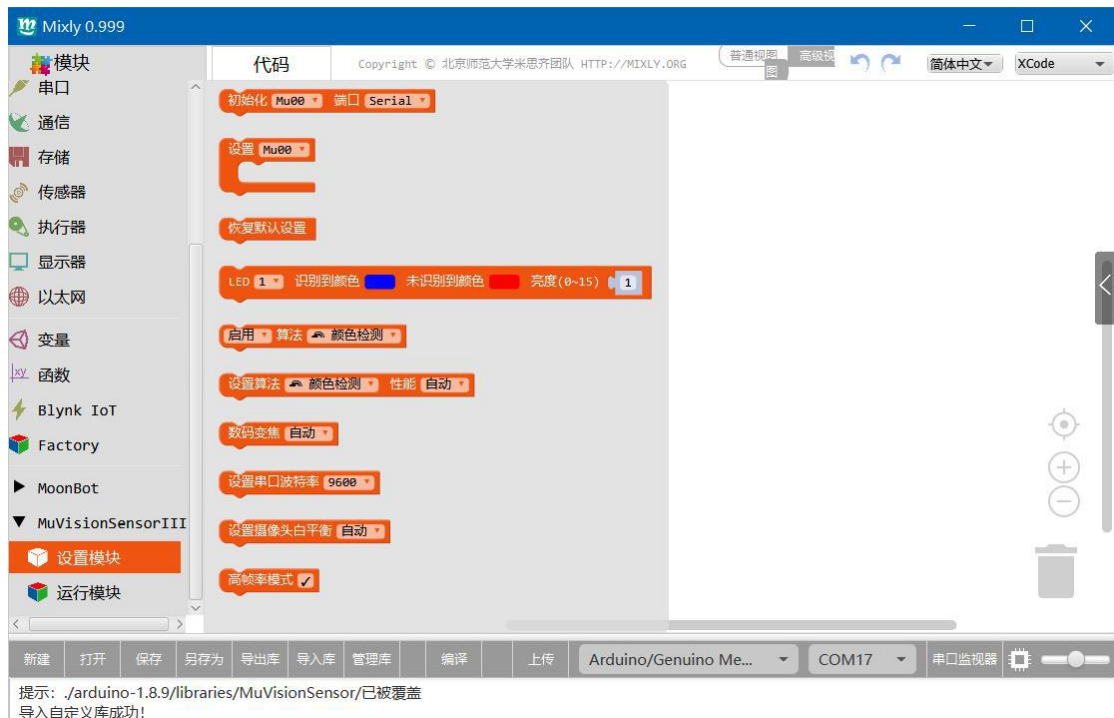 Mixly 0.999
模块
代码
Copyright © 北京师范大学米思齐团队 HTTP://MIXLY.ORG
普通视图
高级视图
简体中文
XCode
串口
通信
存储
传感器
执行器
显示器
以太网
变量
xy 函数
Blynk IoT
Factory
MoonBot
MuVisionSensorIII
设置模块
运行模块
初始化 Mu00 端口 Serial
设置 Mu00
恢复默认设置
LED 1 识别到颜色 未识别到颜色 亮度(0~15) 1
启用 算法 颜色检测
设置算法 颜色检测 性能 自动
数码变焦 自动
设置串口波特率 9600
设置摄像头白平衡 自动
高帧率模式
新建 打开 保存 另存为 导出库 导入库 管理库 编译 上传 Arduino/Genuino Me... COM17 串口监视器
提示: ./arduino-1.8.9/libraries/MuVisionSensor/已被覆盖
导入自定义库成功!